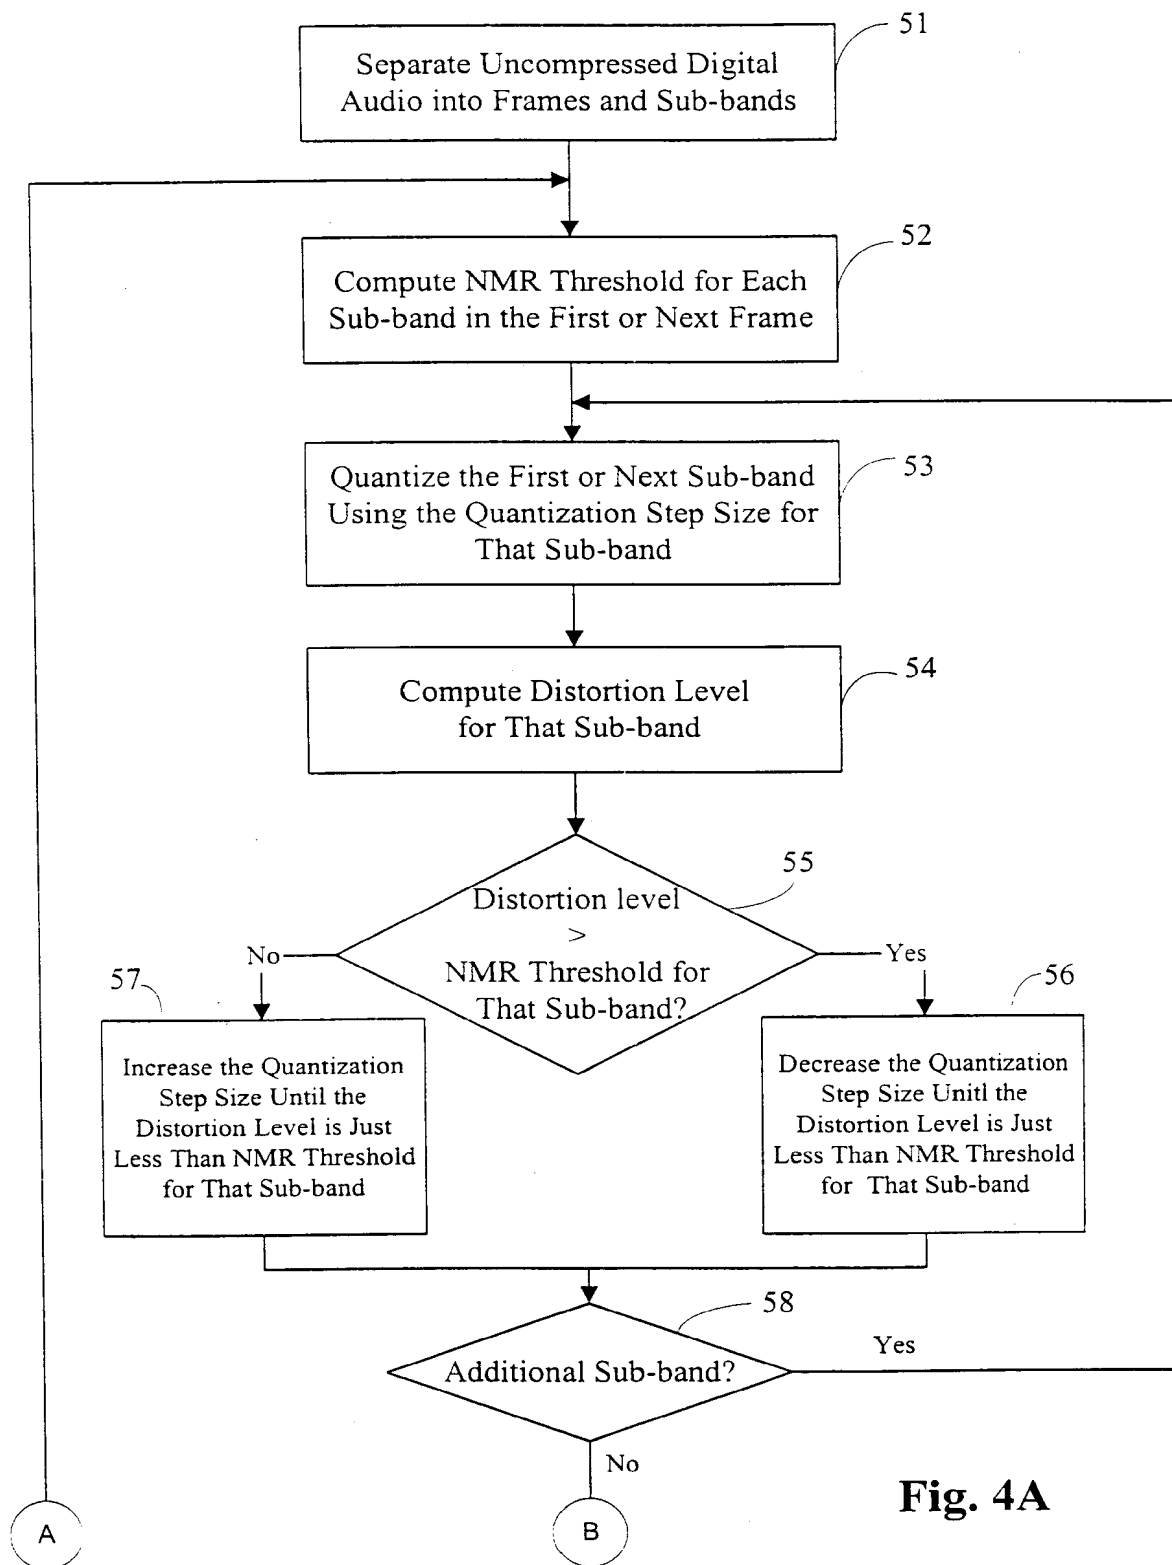 51
Separate Uncompressed Digital
Audio into Frames and Sub-bands
52
Compute NMR Threshold for Each
Sub-band in the First or Next Frame
53
Quantize the First or Next Sub-band
Using the Quantization Step Size for
That Sub-band
54
Compute Distortion Level
for That Sub-band
55
Distortion level
>
NMR Threshold for
That Sub-band?
No
Yes
57
56
Increase the Quantization
Step Size Until the
Distortion Level is Just
Less Than NMR Threshold
for That Sub-band
Decrease the Quantization
Step Size Unitl the
Distortion Level is Just
Less Than NMR Threshold
for That Sub-band
58
Additional Sub-band?
Yes
No
Fig. 4A
A
B